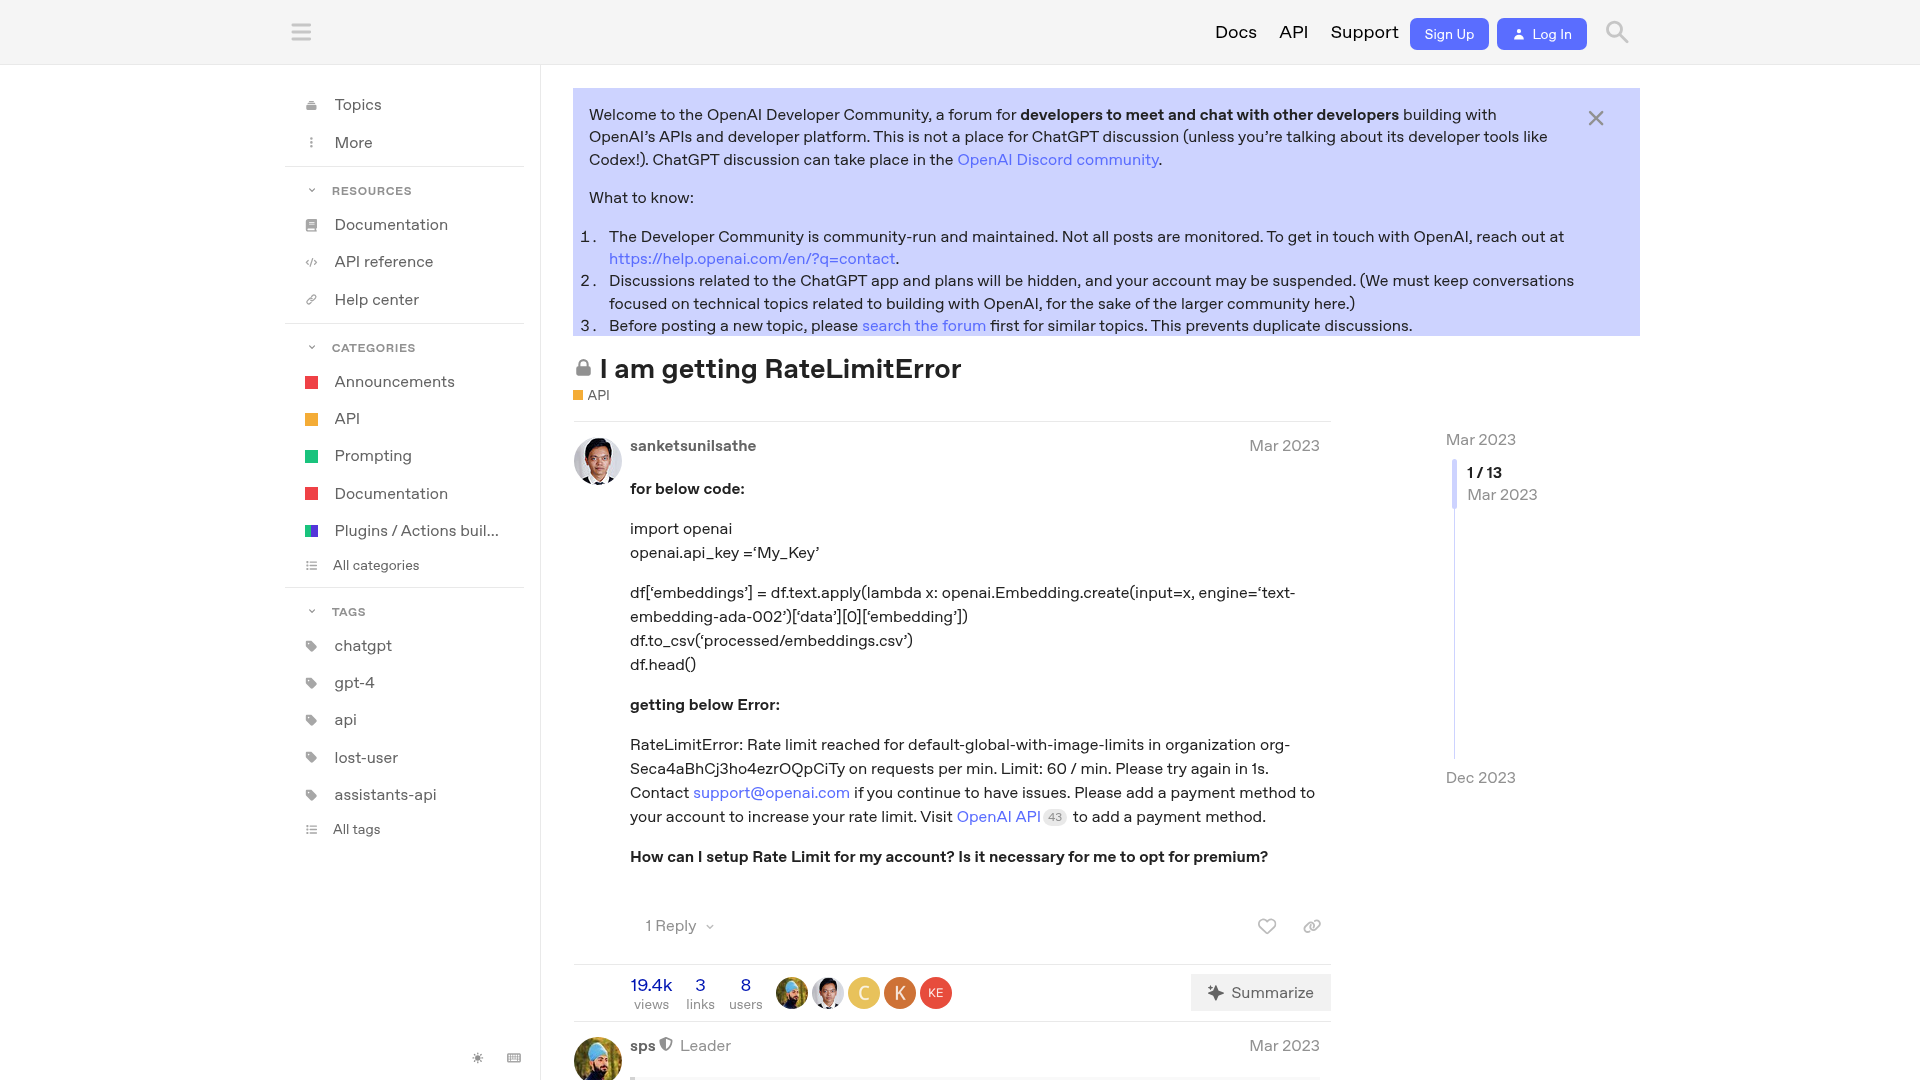 Docs API Support Sign Up Log In
Topics
More
RESOURCES
Documentation
API reference
Help center
CATEGORIES
Announcements
API
Prompting
Documentation
Plugins / Actions buil...
All categories
TAGS
chatgpt
gpt-4
api
lost-user
assistants-api
All tags
Welcome to the OpenAI Developer Community, a forum for developers to meet and chat with other developers building with
OpenAI’s APIs and developer platform. This is not a place for ChatGPT discussion (unless you’re talking about its developer tools like
Codex!). ChatGPT discussion can take place in the OpenAI Discord community.
What to know:
1. The Developer Community is community-run and maintained. Not all posts are monitored. To get in touch with OpenAI, reach out at
https://help.openai.com/en/?q=contact.
2. Discussions related to the ChatGPT app and plans will be hidden, and your account may be suspended. (We must keep conversations
focused on technical topics related to building with OpenAI, for the sake of the larger community here.)
3. Before posting a new topic, please search the forum first for similar topics. This prevents duplicate discussions.
I am getting RateLimitError
API
sanketsunilsathe Mar 2023
for below code:
import openai
openai.api_key =‘My_Key’
df[‘embeddings’] = df.text.apply(lambda x: openai.Embedding.create(input=x, engine=‘text-
embedding-ada-002’)[‘data’][0][‘embedding’])
df.to_csv(‘processed/embeddings.csv’)
df.head()
getting below Error:
RateLimitError: Rate limit reached for default-global-with-image-limits in organization org-
Seca4aBhCj3ho4ezrOQpCiTy on requests per min. Limit: 60 / min. Please try again in 1s.
Contact support@openai.com if you continue to have issues. Please add a payment method to
your account to increase your rate limit. Visit OpenAI API 43 to add a payment method.
How can I setup Rate Limit for my account? Is it necessary for me to opt for premium?
1 Reply
19.4k 3 8
views links users
C K KE
Summarize
sps Leader Mar 2023
Mar 2023
1 / 13
Mar 2023
Dec 2023